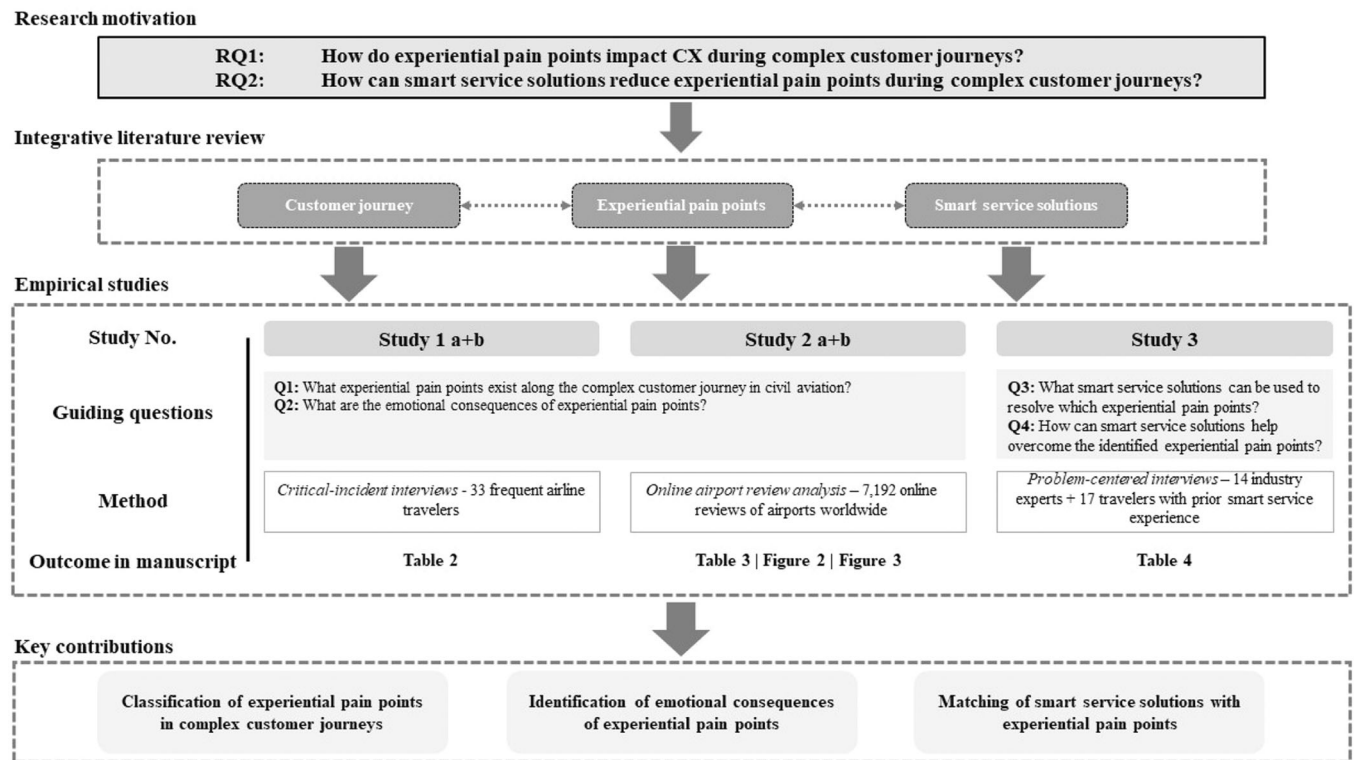 Research motivation
RQ1: How do experiential pain points impact CX during complex customer journeys?
RQ2: How can smart service solutions reduce experiential pain points during complex customer journeys?
Integrative literature review
Customer journey
Experiential pain points
Smart service solutions
Empirical studies
Study No.
Study 1 a+b
Study 2 a+b
Study 3
Guiding questions
Q1: What experiential pain points exist along the complex customer journey in civil aviation?
Q2: What are the emotional consequences of experiential pain points?
Q3: What smart service solutions can be used to
resolve which experiential pain points?
Q4: How can smart service solutions help
overcome the identified experiential pain points?
Method
Critical-incident interviews - 33 frequent airline
travelers
Online airport review analysis – 7,192 online
reviews of airports worldwide
Problem-centered interviews – 14 industry
experts + 17 travelers with prior smart service
experience
Outcome in manuscript
Table 2
Table 3 | Figure 2 | Figure 3
Table 4
Key contributions
Classification of experiential pain points
in complex customer journeys
Identification of emotional consequences
of experiential pain points
Matching of smart service solutions with
experiential pain points